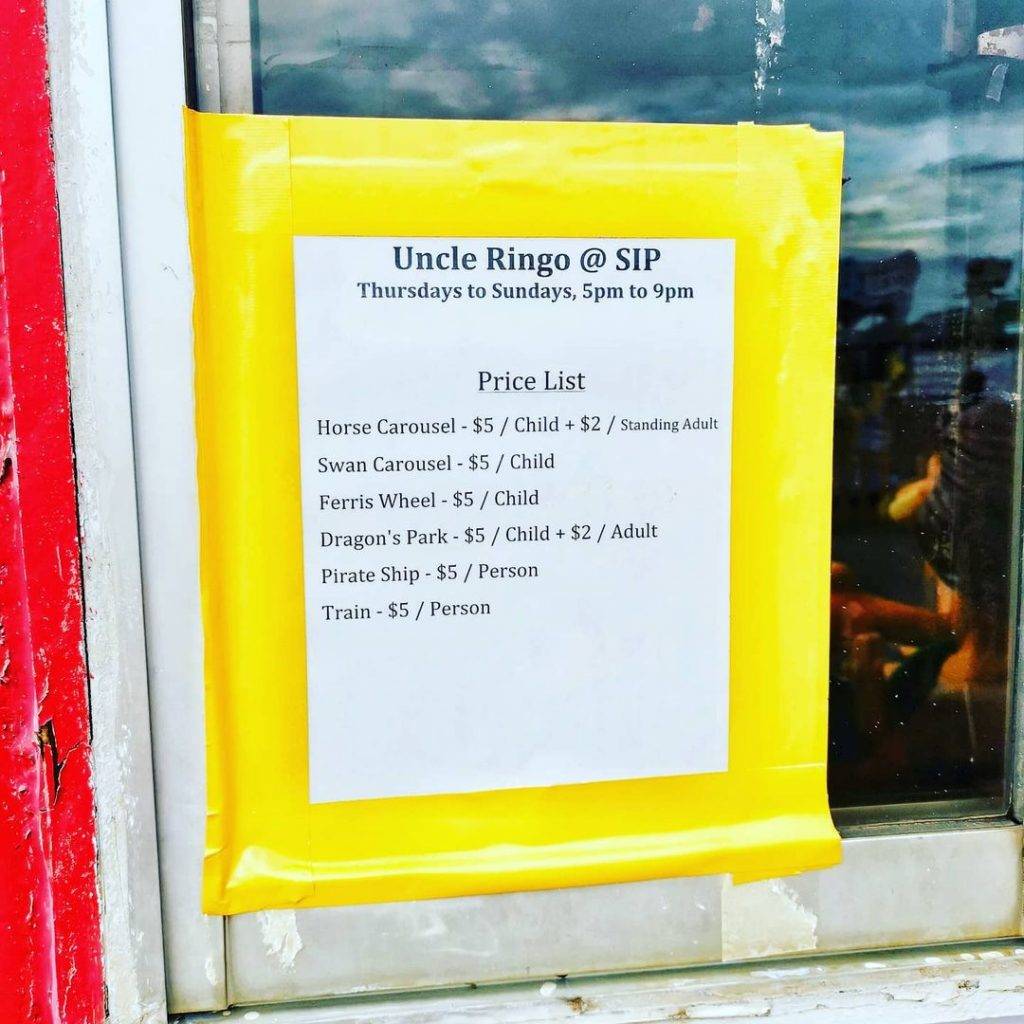 Uncle Ringo @ SIP
Thursdays to Sundays, 5pm to 9pm
Price List
Horse Carousel - $5 / Child + $2 / Standing Adult
Swan Carousel - $5 / Child
Ferris Wheel - $5 / Child
Dragon's Park - $5 / Child + $2 / Adult
Pirate Ship - $5 / Person
Train - $5 / Person